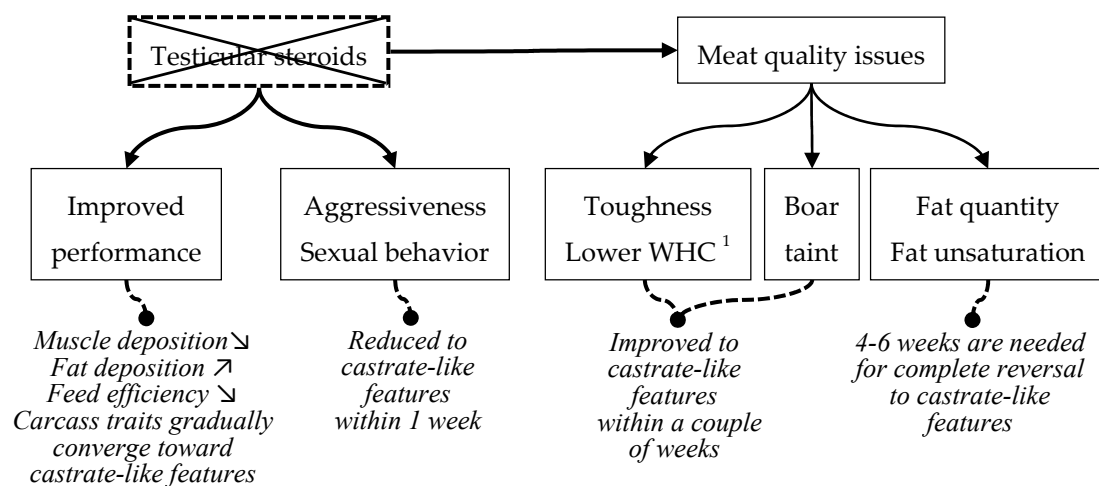 Testicular steroids
Meat quality issues
Improved
performance
Aggressiveness
Sexual behavior
Toughness
Lower WHC ¹
Boar
taint
Fat quantity
Fat unsaturation
Muscle deposition ↘
Fat deposition ↗
Feed efficiency ↘
Carcass traits gradually
converge toward
castrate-like features
Reduced to
castrate-like
features
within 1 week
Improved to
castrate-like
features
within a couple
of weeks
4-6 weeks are needed
for complete reversal
to castrate-like
features